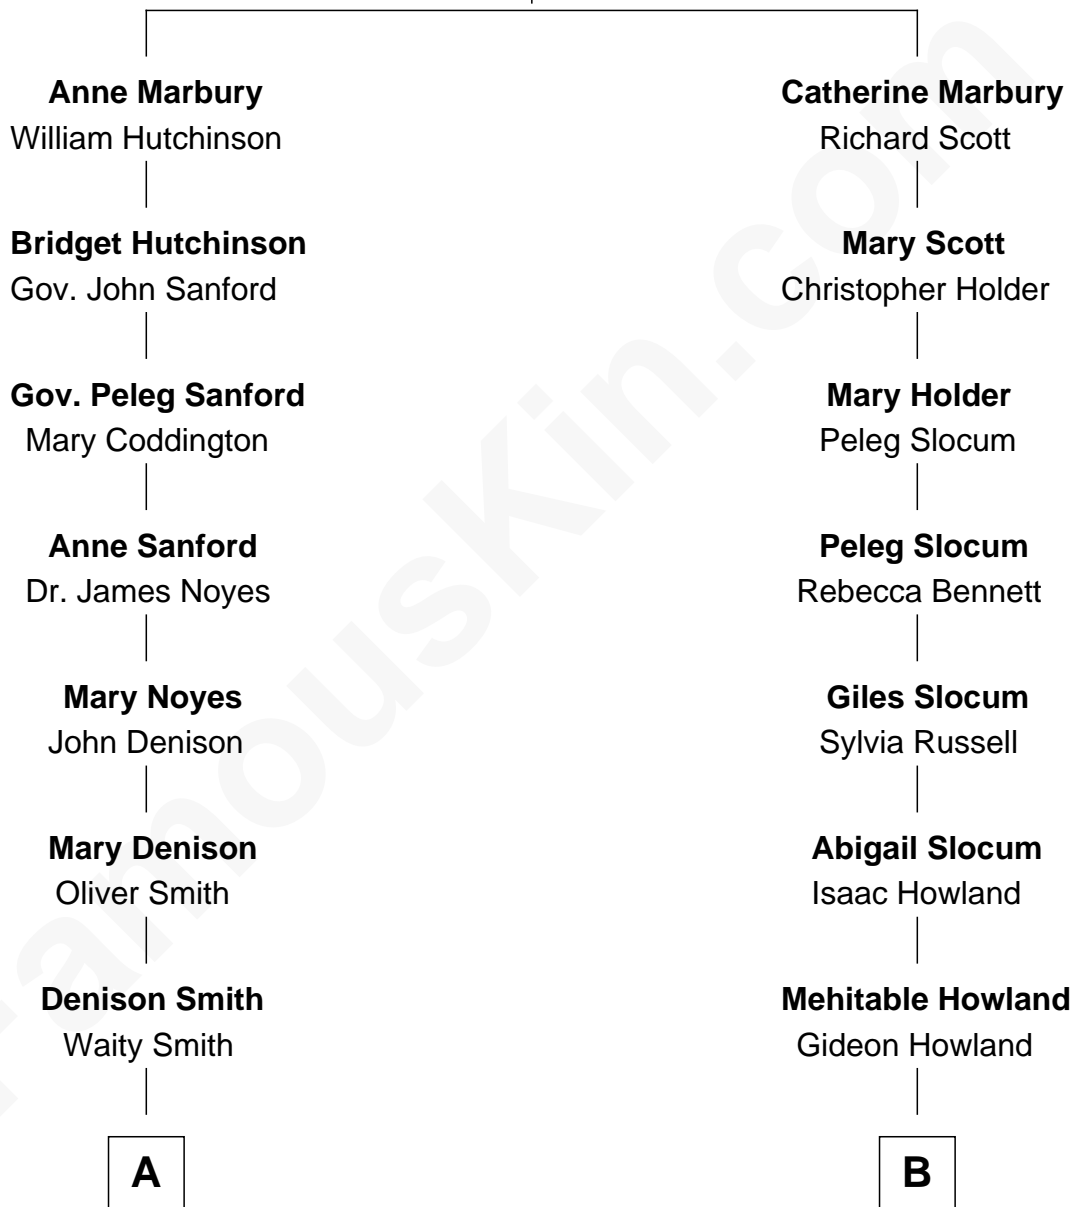 Anne Marbury
William Hutchinson
Bridget Hutchinson
Gov. John Sanford
Gov. Peleg Sanford
Mary Coddington
Anne Sanford
Dr. James Noyes
Mary Noyes
John Denison
Mary Denison
Oliver Smith
Denison Smith
Waity Smith
A
Catherine Marbury
Richard Scott
Mary Scott
Christopher Holder
Mary Holder
Peleg Slocum
Peleg Slocum
Rebecca Bennett
Giles Slocum
Sylvia Russell
Abigail Slocum
Isaac Howland
Mehitable Howland
Gideon Howland
B
FamousKin.com